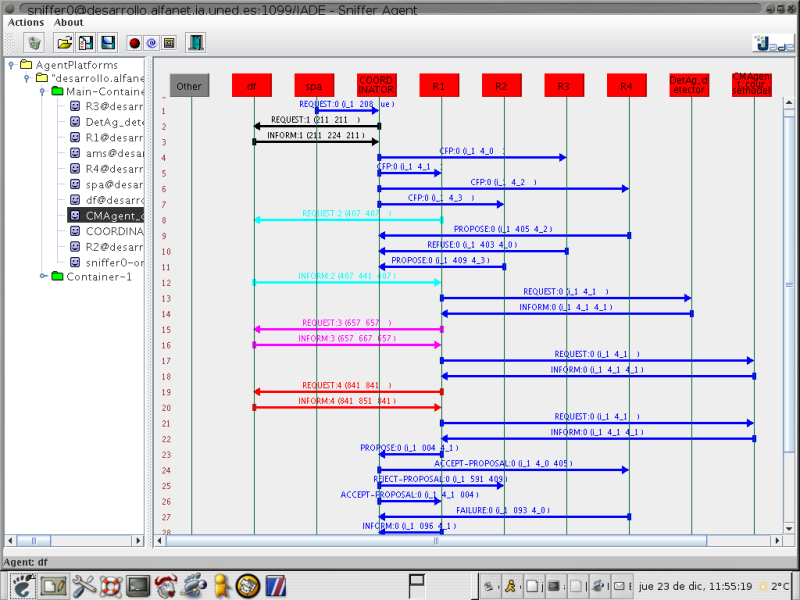 sniffer0@desarrollo.alfanet.ia.uned.es:1099/JADE - Sniffer Agent
Actions About
Jade
AgentPlatforms
"desarrollo.alfane
Main-Containe
R3@desarr
DetAg_dete
R1@desarr
ams@desa
R4@desarr
spa@desar
df@desarro
CMAgent_c
COORDINA
R2@desarr
sniffer0-or
Container-1
Other
df
spa
COORD
INATOR
R1
R2
R3
R4
DetAg_d
etector
CMAgen
semodel
1 REQUEST:0 (i_1 208 ue)
2 REQUEST:1 (211 211 )
3 INFORM:1 (211 224 211)
4 CFP:0 (i_1 4_0 )
5 CFP:0 (i_1 4_1 )
6 CFP:0 (i_1 4_2 )
7 CFP:0 (i_1 4_3 )
8 REQUEST:2 (407 407 )
9 PROPOSE:0 (i_1 405 4_2)
10 REFUSE:0 (i_1 403 4_0)
11 PROPOSE:0 (i_1 409 4_3)
12 INFORM:2 (407 441 407)
13 REQUEST:0 (i_1 4_1 )
14 INFORM:0 (i_1 4_1 4_1)
15 REQUEST:3 (657 657 )
16 INFORM:3 (657 667 657)
17 REQUEST:0 (i_1 4_1 )
18 INFORM:0 (i_1 4_1 4_1)
19 REQUEST:4 (841 841 )
20 INFORM:4 (841 851 841)
21 REQUEST:0 (i_1 4_1 )
22 INFORM:0 (i_1 4_1 4_1)
23 PROPOSE:0 (i_1 004 4_1)
24 ACCEPT-PROPOSAL:0 (i_1 4_0 405)
25 REJECT-PROPOSAL:0 (i_1 591 409)
26 ACCEPT-PROPOSAL:0 (i_1 4_1 004)
27 FAILURE:0 (i_1 093 4_0)
28 INFORM:0 (i_1 096 4_1)
Agent: df
jue 23 de dic, 11:55:19 2°C